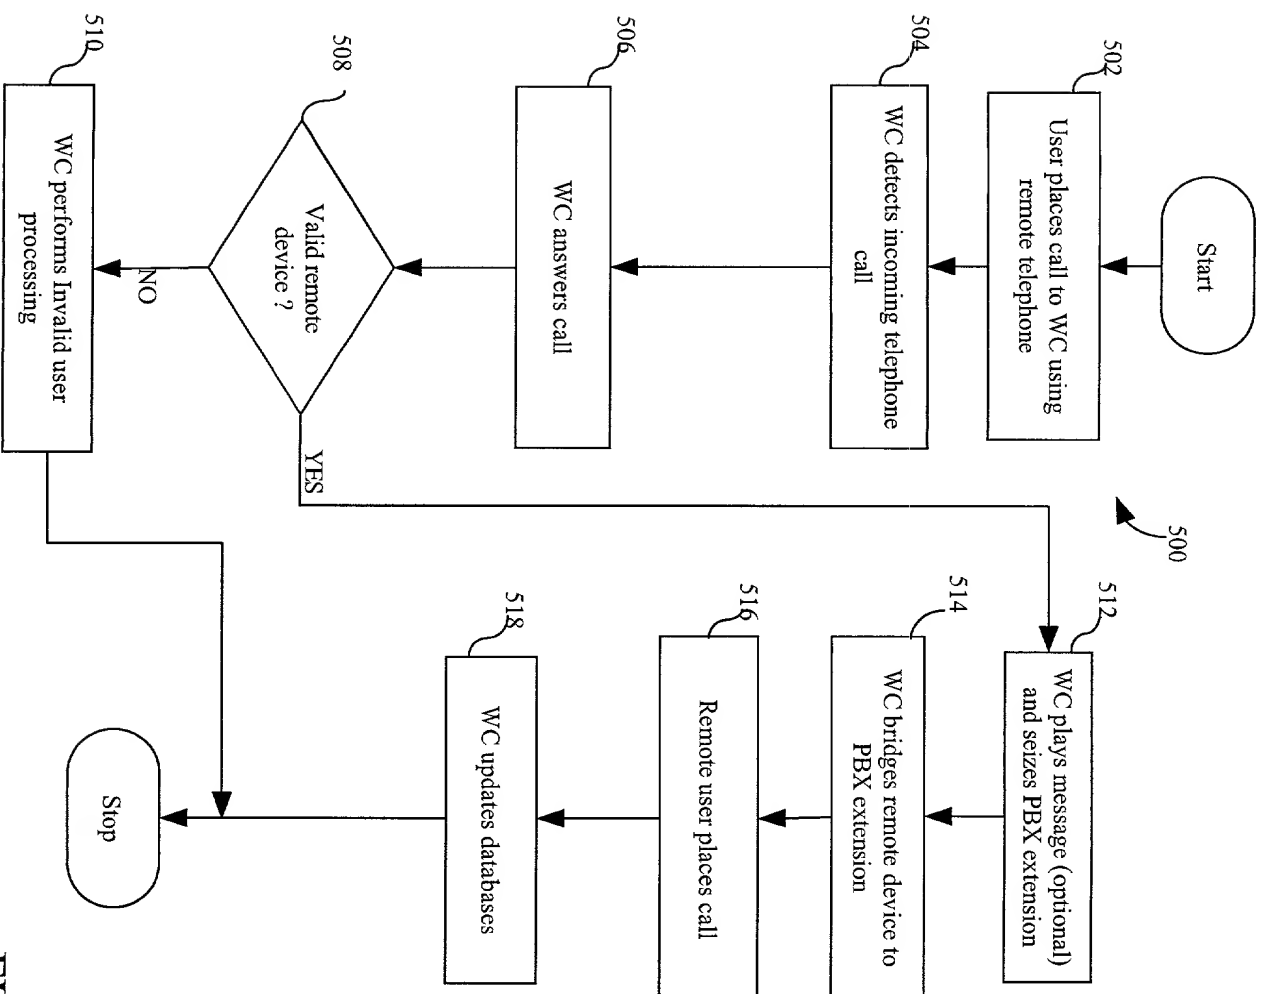 500
Start
502
User places call to WC using
remote telephone
504
WC detects incoming telephone
call
506
WC answers call
508
Valid remote
device ?
NO
YES
510
WC performs Invalid user
processing
512
WC plays message (optional)
and seizes PBX extension
514
WC bridges remote device to
PBX extension
516
Remote user places call
518
WC updates databases
Stop